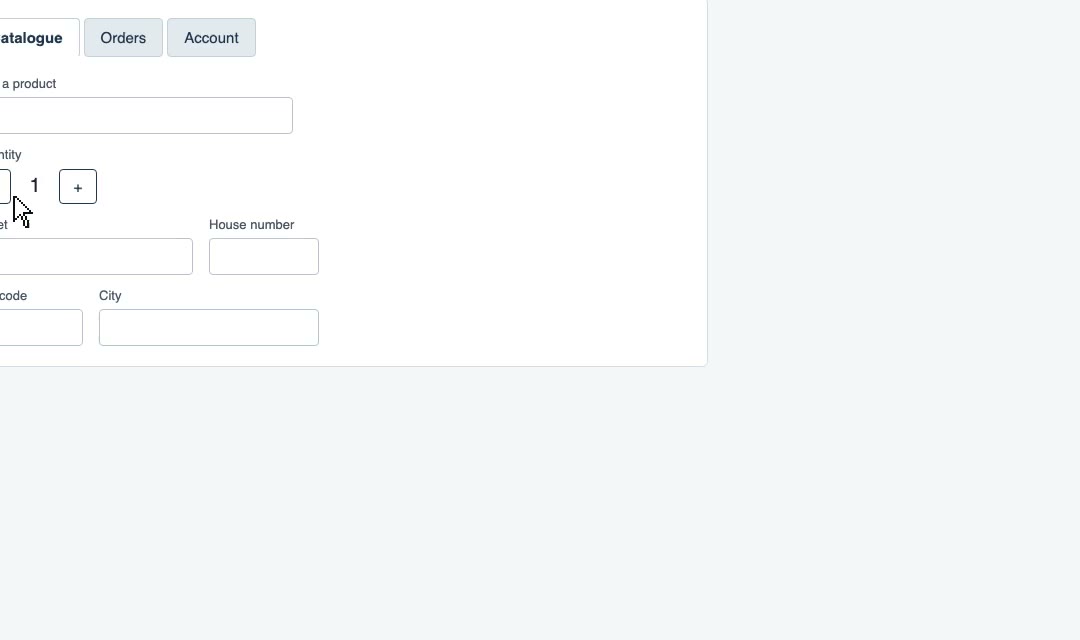 atalogue Orders Account
a product
ntity
1 +
et House number
code City